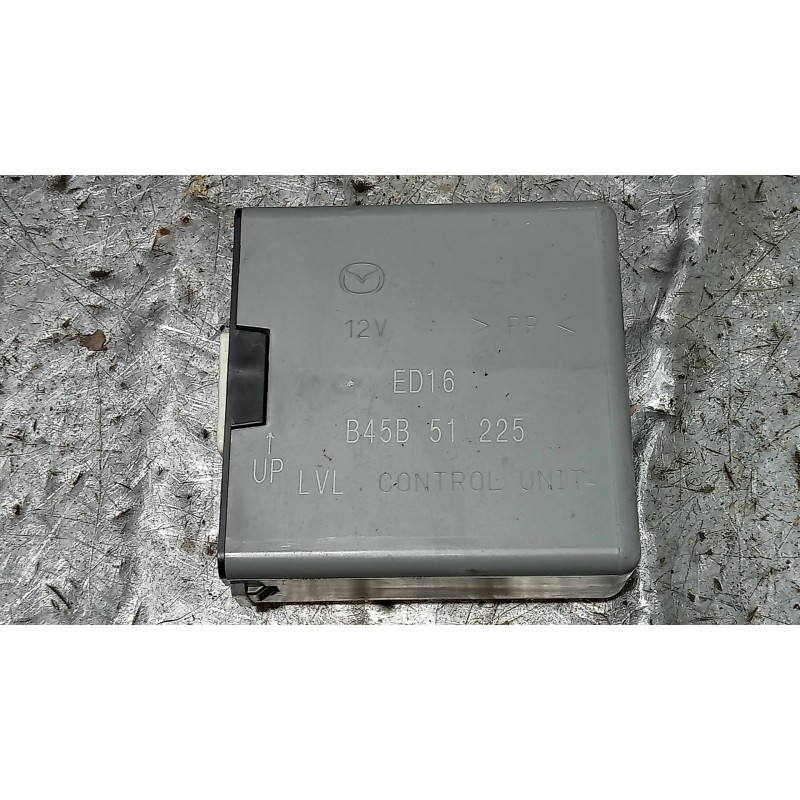 12V > PP <
ED16
B45B 51 225
↑
UP LVL CONTROL UNIT